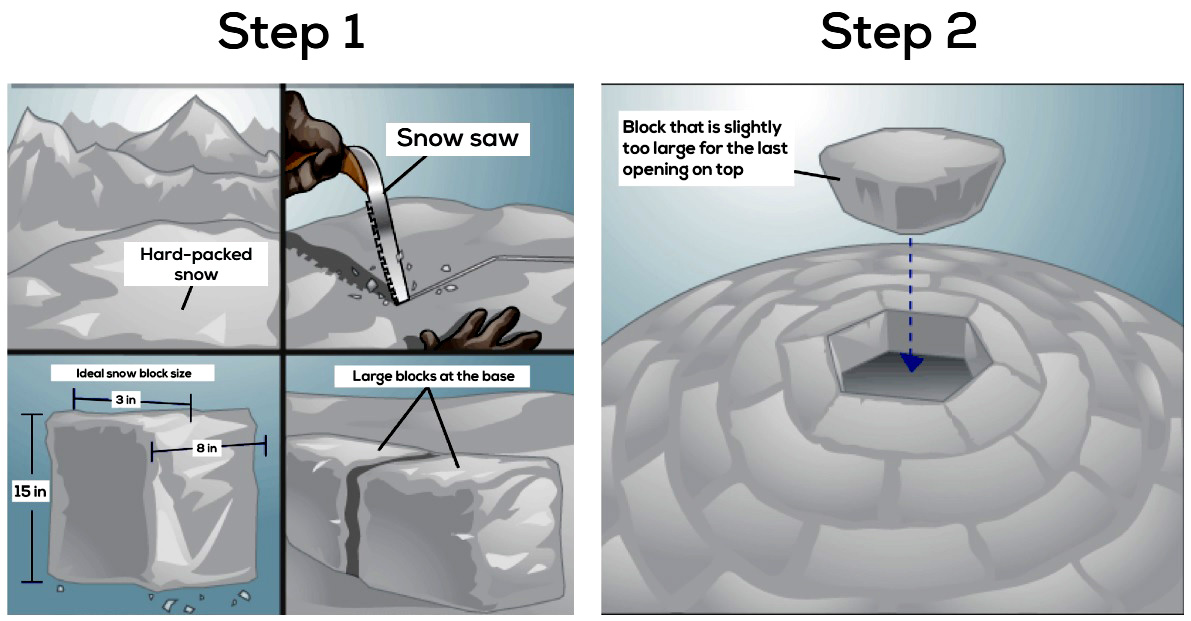 Step 1
Step 2
Hard-packed
snow
Snow saw
Ideal snow block size
3 in
8 in
15 in
Large blocks at the base
Block that is slightly
too large for the last
opening on top